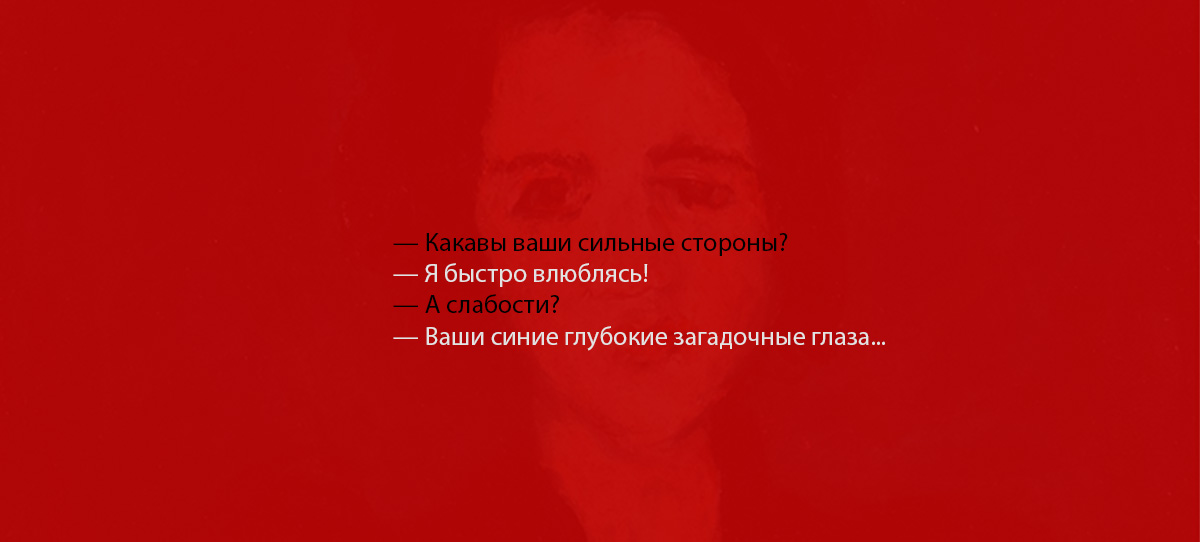 — Какавы ваши сильные стороны?
— Я быстро влюблясь!
— А слабости?
— Ваши синие глубокие загадочные глаза...